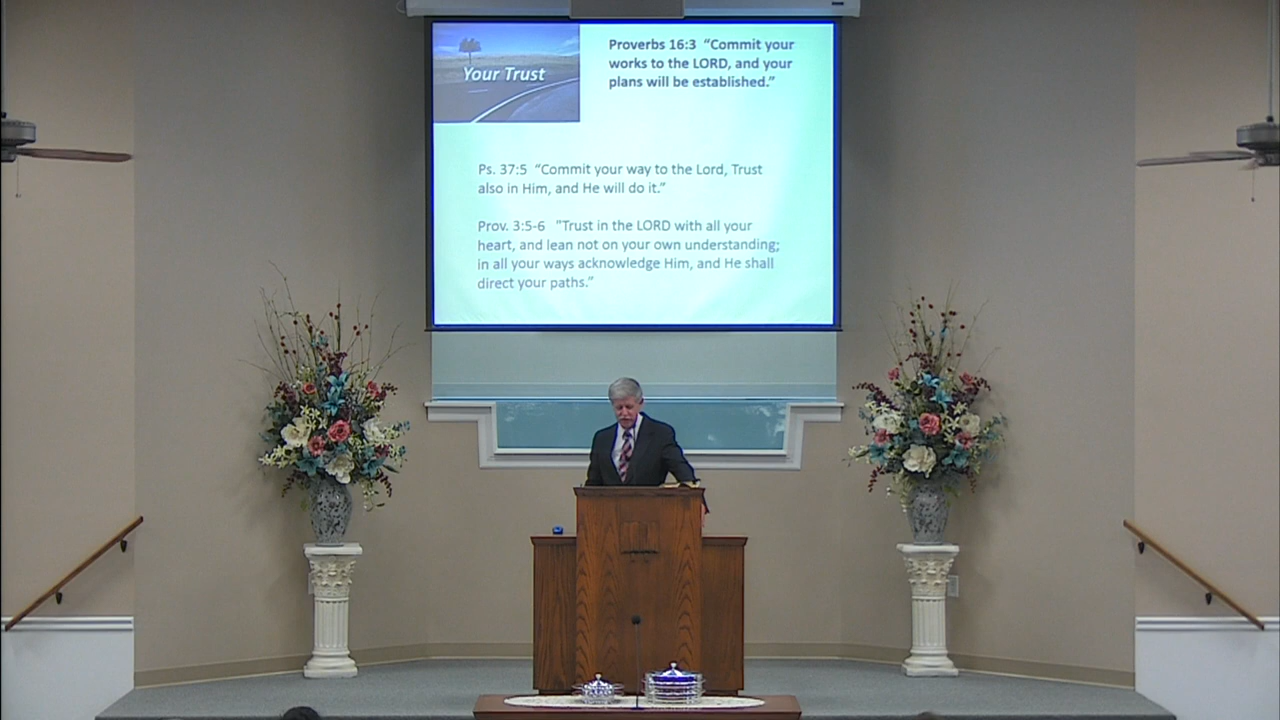 Your Trust
Proverbs 16:3 “Commit your
works to the LORD, and your
plans will be established.”
Ps. 37:5 “Commit your way to the Lord, Trust
also in Him, and He will do it.”
Prov. 3:5-6 "Trust in the LORD with all your
heart, and lean not on your own understanding;
in all your ways acknowledge Him, and He shall
direct your paths.”